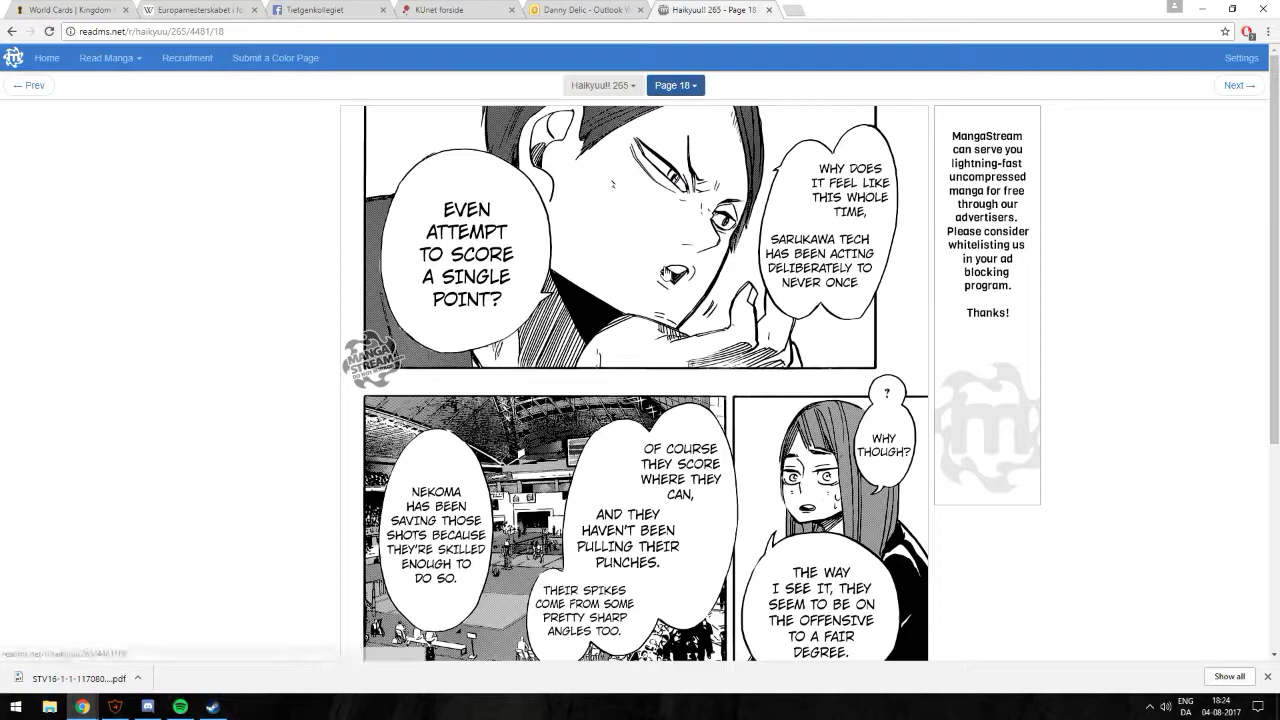 World Cards | Kingdom
Europamesterskabet i fo
Tietgenkollegiet
KUnet forside
Danny Delic - Outlook W
Haikyuu!! 265 - Page 18
readms.net/r/haikyuu/265/4481/18
Home
Read Manga
Recruitment
Submit a Color Page
Settings
← Prev
Haikyuu!! 265
Page 18
Next →
WHY DOES
IT FEEL LIKE
THIS WHOLE
TIME,
SARUKAWA TECH
HAS BEEN ACTING
DELIBERATELY TO
NEVER ONCE
EVEN
ATTEMPT
TO SCORE
A SINGLE
POINT?
MANGA
STREAM
?
WHY
THOUGH?
THE WAY
I SEE IT, THEY
SEEM TO BE ON
THE OFFENSIVE
TO A FAIR
DEGREE.
OF COURSE
THEY SCORE
WHERE THEY
CAN,
AND THEY
HAVEN'T BEEN
PULLING THEIR
PUNCHES.
THEIR SPIKES
COME FROM SOME
PRETTY SHARP
ANGLES TOO.
NEKOMA
HAS BEEN
SAVING THOSE
SHOTS BECAUSE
THEY'RE SKILLED
ENOUGH TO
DO SO.
MangaStream
can serve you
lightning-fast
uncompressed
manga for free
through our
advertisers.
Please consider
whitelisting us
in your ad
blocking
program.
Thanks!
STV16-1-1-117080....pdf
Show all
ENG
DA
18:24
04-08-2017